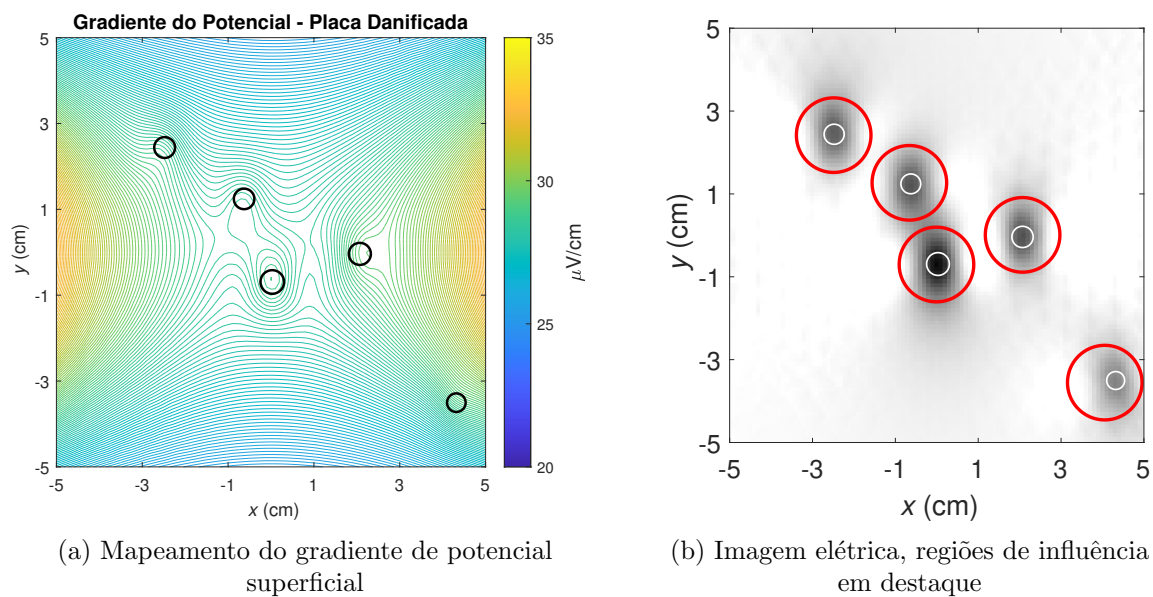 Gradiente do Potencial - Placa Danificada
5
3
1
-1
-3
-5
y (cm)
-5 -3 -1 1 3 5
x (cm)
35
30
25
20
μV/cm
(a) Mapeamento do gradiente de potencial
superficial
5
3
1
-1
-3
-5
y (cm)
-5 -3 -1 1 3 5
x (cm)
(b) Imagem elétrica, regiões de influência
em destaque